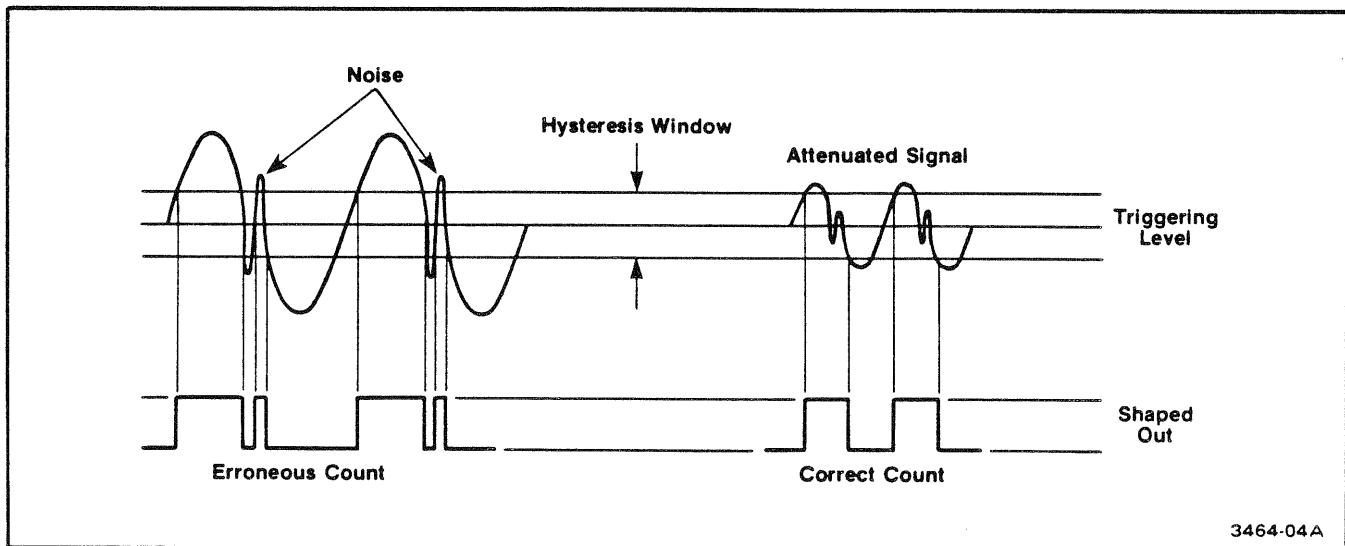 Noise
Hysteresis Window
Attenuated Signal
Triggering
Level
Shaped
Out
Erroneous Count
Correct Count
3464-04A